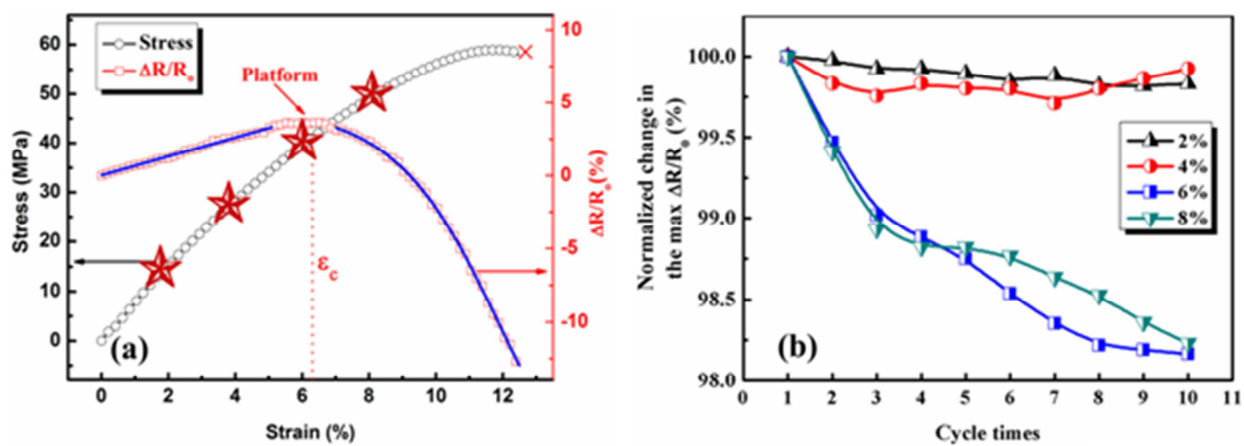 Stress
ΔR/R₀
Platform
Stress (MPa)
60
50
40
30
20
10
0
10
5
0
-5
-10
ΔR/R₀(%)
εc
(a)
0 2 4 6 8 10 12
Strain (%)
Normalized change in
the max ΔR/R₀ (%)
100.0
99.5
99.0
98.5
98.0
2%
4%
6%
8%
(b)
0 1 2 3 4 5 6 7 8 9 10 11
Cycle times